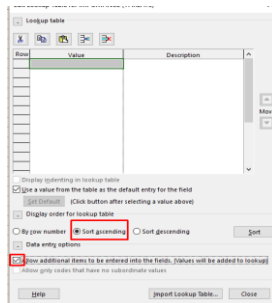 Lookup table
Row Value Description
Move
Display indenting in lookup table
Use a value from the table as the default entry for the field
Set Default (Click button after selecting a value above)
Display order for lookup table
By row number Sort ascending Sort descending Sort
Data entry options
Allow additional items to be entered into the fields. (Values will be added to lookup)
Allow only codes that have no subordinate values
Help Import Lookup Table... Close